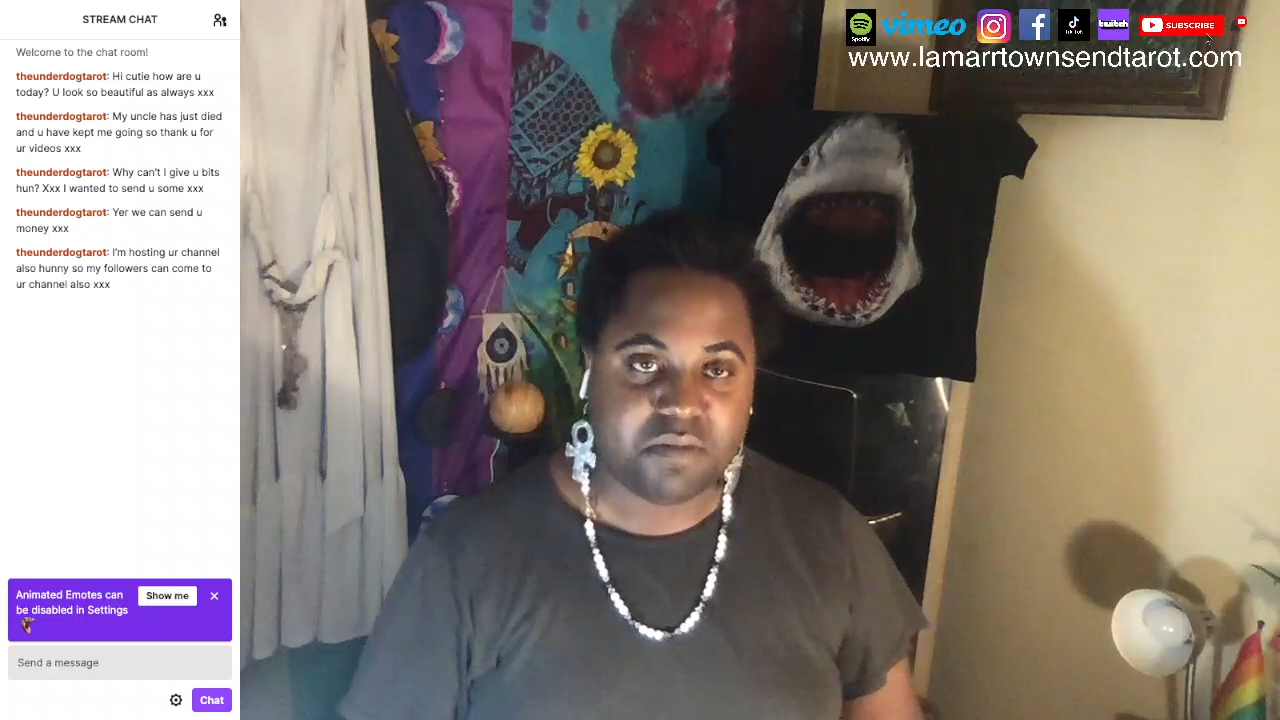 STREAM CHAT
Welcome to the chat room!
theunderdogtarot: Hi cutie how are u
today? U look so beautiful as always xxx
theunderdogtarot: My uncle has just died
and u have kept me going so thank u for
ur videos xxx
theunderdogtarot: Why can't I give u bits
hun? Xxx I wanted to send u some xxx
theunderdogtarot: Yer we can send u
money xxx
theunderdogtarot: I'm hosting ur channel
also hunny so my followers can come to
ur channel also xxx
Animated Emotes can
be disabled in Settings
Show me
Send a message
Chat
Spotify
vimeo
TikTok
twitch
SUBSCRIBE
www.lamarrtownsendtarot.com